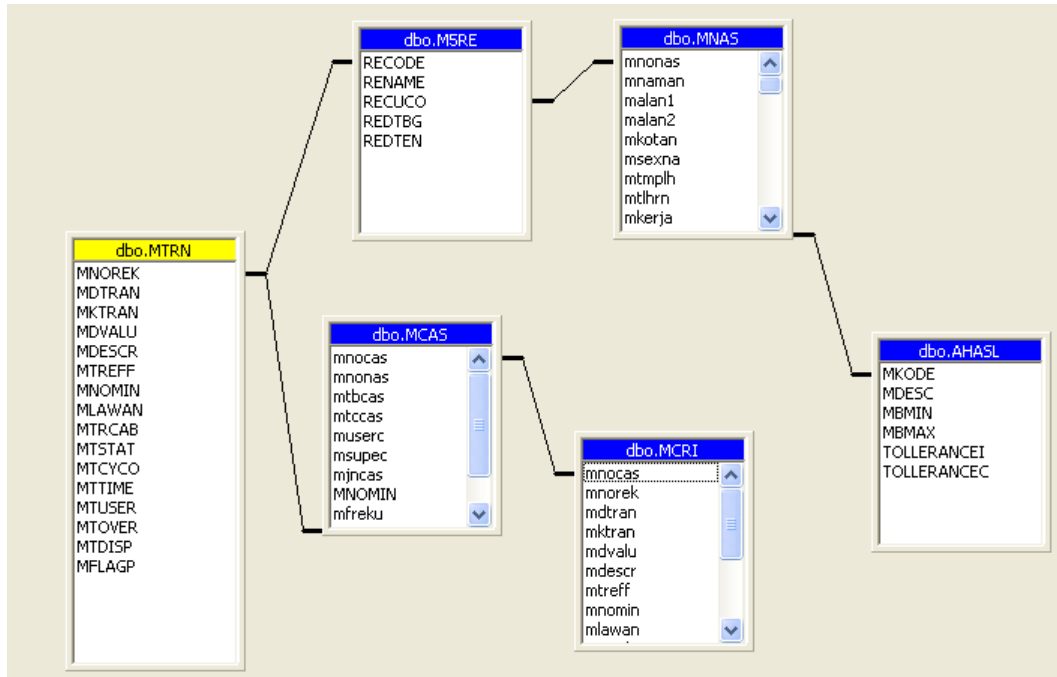 dbo.M5RE
RECODE
RENAME
RECUCO
REDTBG
REDTEN
dbo.MNAS
mnonas
mnaman
malan1
malan2
mkotan
msexna
mtmplh
mtlhrn
mkerja
dbo.MTRN
MNOREK
MDTRAN
MKTRAN
MDVALU
MDESCR
MTREFF
MNOMIN
MLAWAN
MTRCAB
MTSTAT
MTCYCO
MTTIME
MTUSER
MTOVER
MTDISP
MFLAGP
dbo.MCAS
mnocas
mnonas
mtbcas
mtccas
muserc
msupec
mjncas
MNOMIN
mfreku
dbo.MCRI
mnocas
mnorek
mdtran
mktran
mdvalu
mdescr
mtreff
mnomin
mlawan
dbo.AHASL
MKODE
MDESC
MBMIN
MBMAX
TOLLERANCEI
TOLLERANCEC